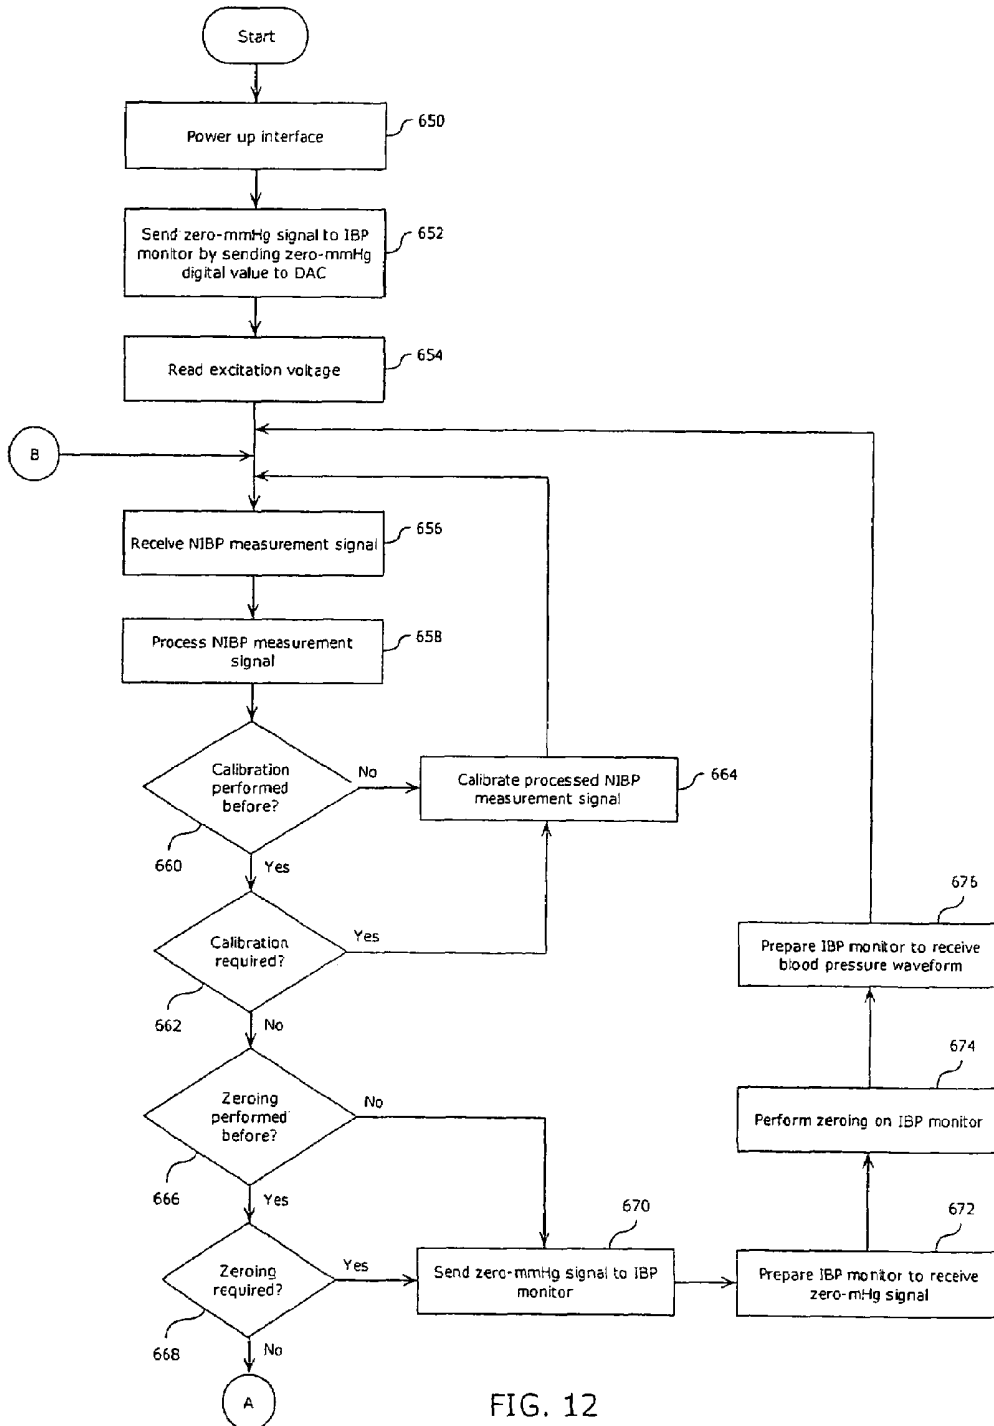 Start
Power up interface
650
Send zero-mmHg signal to IBP
monitor by sending zero-mmHg
digital value to DAC
652
Read excitation voltage
654
B
Receive NIBP measurement signal
656
Process NIBP measurement
signal
658
Calibration
performed
before?
660
No
Yes
Calibrate processed NIBP
measurement signal
664
Calibration
required?
662
Yes
No
Zeroing
performed
before?
666
No
Yes
Zeroing
required?
668
Yes
No
Send zero-mmHg signal to IBP
monitor
670
Prepare IBP monitor to receive
zero-mHg signal
672
Perform zeroing on IBP monitor
674
Prepare IBP monitor to receive
blood pressure waveform
676
A
FIG. 12